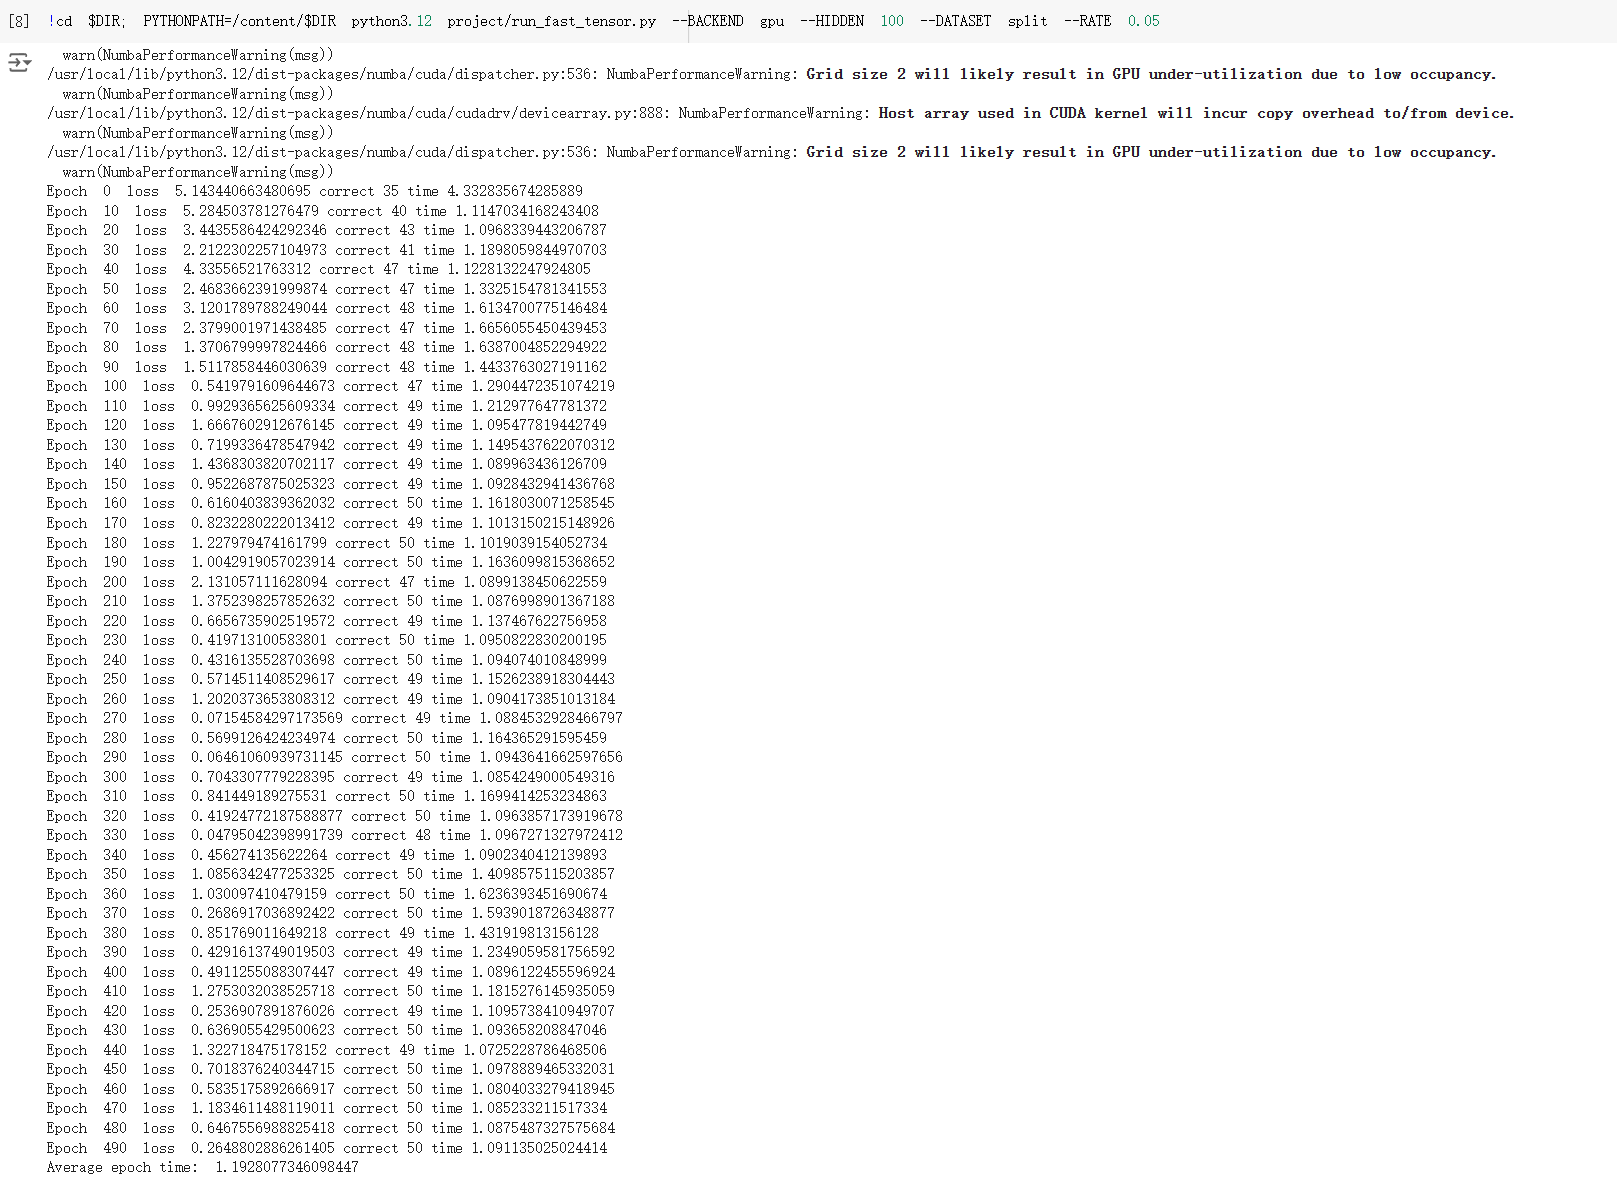 [8] !cd $DIR; PYTHONPATH=/content/$DIR python3.12 project/run_fast_tensor.py --BACKEND gpu --HIDDEN 100 --DATASET split --RATE 0.05
warn(NumbaPerformanceWarning(msg))
/usr/local/lib/python3.12/dist-packages/numba/cuda/dispatcher.py:536: NumbaPerformanceWarning: Grid size 2 will likely result in GPU under-utilization due to low occupancy.
warn(NumbaPerformanceWarning(msg))
/usr/local/lib/python3.12/dist-packages/numba/cuda/cudadrv/devicearray.py:888: NumbaPerformanceWarning: Host array used in CUDA kernel will incur copy overhead to/from device.
warn(NumbaPerformanceWarning(msg))
/usr/local/lib/python3.12/dist-packages/numba/cuda/dispatcher.py:536: NumbaPerformanceWarning: Grid size 2 will likely result in GPU under-utilization due to low occupancy.
warn(NumbaPerformanceWarning(msg))
Epoch 0 loss 5.143440663480695 correct 35 time 4.332835674285889
Epoch 10 loss 5.284503781276479 correct 40 time 1.1147034168243408
Epoch 20 loss 3.4435586424292346 correct 43 time 1.0968339443206787
Epoch 30 loss 2.2122302257104973 correct 41 time 1.1898059844970703
Epoch 40 loss 4.33556521763312 correct 47 time 1.1228132247924805
Epoch 50 loss 2.4683662391999874 correct 47 time 1.3325154781341553
Epoch 60 loss 3.1201789788249044 correct 48 time 1.6134700775146484
Epoch 70 loss 2.3799001971438485 correct 47 time 1.6656055450439453
Epoch 80 loss 1.3706799997824466 correct 48 time 1.6387004852294922
Epoch 90 loss 1.5117858446030639 correct 48 time 1.4433763027191162
Epoch 100 loss 0.5419791609644673 correct 47 time 1.2904472351074219
Epoch 110 loss 0.9929365625609334 correct 49 time 1.212977647781372
Epoch 120 loss 1.6667602912676145 correct 49 time 1.095477819442749
Epoch 130 loss 0.7199336478547942 correct 49 time 1.1495437622070312
Epoch 140 loss 1.4368303820702117 correct 49 time 1.089963436126709
Epoch 150 loss 0.9522687875025323 correct 49 time 1.0928432941436768
Epoch 160 loss 0.6160403839362032 correct 50 time 1.1618030071258545
Epoch 170 loss 0.8232280222013412 correct 49 time 1.1013150215148926
Epoch 180 loss 1.227979474161799 correct 50 time 1.1019039154052734
Epoch 190 loss 1.0042919057023914 correct 50 time 1.1636099815368652
Epoch 200 loss 2.131057111628094 correct 47 time 1.0899138450622559
Epoch 210 loss 1.3752398257852632 correct 50 time 1.0876998901367188
Epoch 220 loss 0.6656735902519572 correct 49 time 1.137467622756958
Epoch 230 loss 0.419713100583801 correct 50 time 1.0950822830200195
Epoch 240 loss 0.4316135528703698 correct 50 time 1.094074010848999
Epoch 250 loss 0.5714511408529617 correct 49 time 1.1526238918304443
Epoch 260 loss 1.2020373653808312 correct 49 time 1.0904173851013184
Epoch 270 loss 0.07154584297173569 correct 49 time 1.0884532928466797
Epoch 280 loss 0.5699126424234974 correct 50 time 1.164365291595459
Epoch 290 loss 0.06461060939731145 correct 50 time 1.0943641662597656
Epoch 300 loss 0.7043307779228395 correct 49 time 1.0854249000549316
Epoch 310 loss 0.841449189275531 correct 50 time 1.1699414253234863
Epoch 320 loss 0.41924772187588877 correct 50 time 1.0963857173919678
Epoch 330 loss 0.04795042398991739 correct 48 time 1.0967271327972412
Epoch 340 loss 0.456274135622264 correct 49 time 1.0902340412139893
Epoch 350 loss 1.0856342477253325 correct 50 time 1.4098575115203857
Epoch 360 loss 1.030097410479159 correct 50 time 1.6236393451690674
Epoch 370 loss 0.2686917036892422 correct 50 time 1.5939018726348877
Epoch 380 loss 0.851769011649218 correct 49 time 1.431919813156128
Epoch 390 loss 0.4291613749019503 correct 49 time 1.2349059581756592
Epoch 400 loss 0.4911255088307447 correct 49 time 1.0896122455596924
Epoch 410 loss 1.2753032038525718 correct 50 time 1.1815276145935059
Epoch 420 loss 0.2536907891876026 correct 49 time 1.1095738410949707
Epoch 430 loss 0.6369055429500623 correct 50 time 1.093658208847046
Epoch 440 loss 1.322718475178152 correct 49 time 1.0725228786468506
Epoch 450 loss 0.7018376240344715 correct 50 time 1.0978889465332031
Epoch 460 loss 0.5835175892666917 correct 50 time 1.0804033279418945
Epoch 470 loss 1.1834611488119011 correct 50 time 1.085233211517334
Epoch 480 loss 0.6467556988825418 correct 50 time 1.0875487327575684
Epoch 490 loss 0.2648802886261405 correct 50 time 1.091135025024414
Average epoch time: 1.1928077346098447